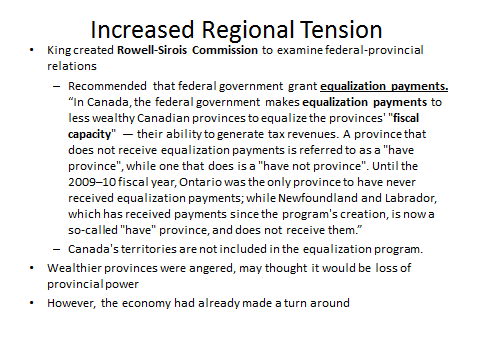 Increased Regional Tension
• King created Rowell-Sirois Commission to examine federal-provincial
relations
– Recommended that federal government grant equalization payments.
“In Canada, the federal government makes equalization payments to
less wealthy Canadian provinces to equalize the provinces' "fiscal
capacity" — their ability to generate tax revenues. A province that
does not receive equalization payments is referred to as a "have
province", while one that does is a "have not province". Until the
2009–10 fiscal year, Ontario was the only province to have never
received equalization payments; while Newfoundland and Labrador,
which has received payments since the program's creation, is now a
so-called "have" province, and does not receive them.”
– Canada's territories are not included in the equalization program.
• Wealthier provinces were angered, may thought it would be loss of
provincial power
• However, the economy had already made a turn around